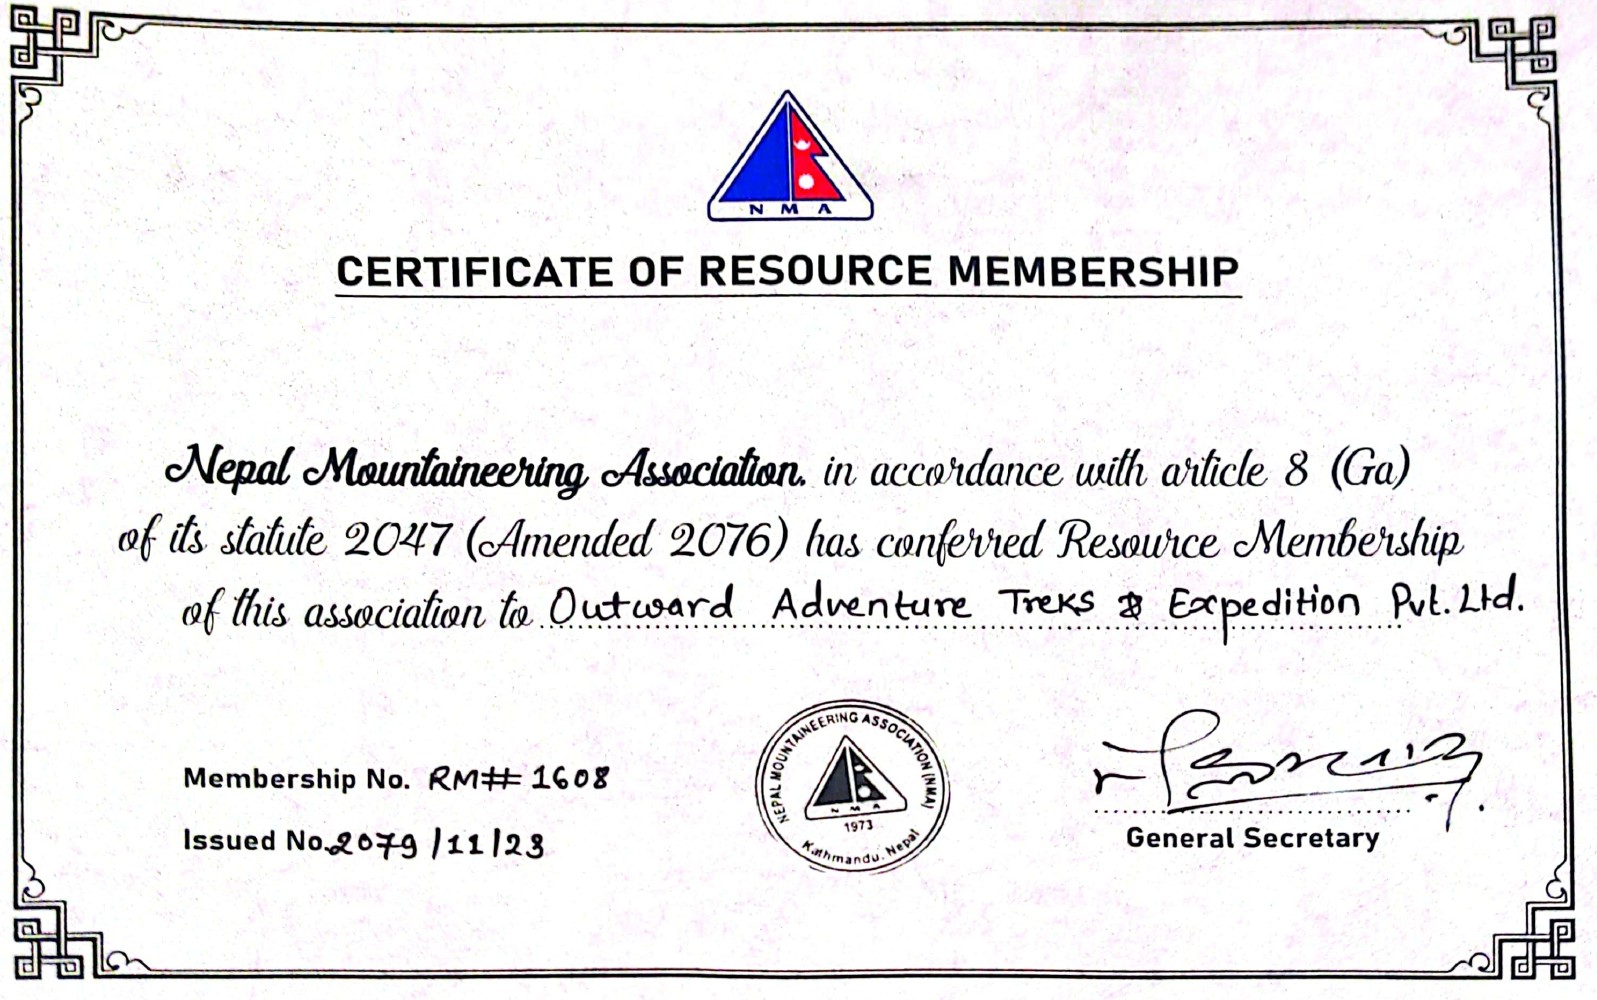 N M A
CERTIFICATE OF RESOURCE MEMBERSHIP
Nepal Mountaineering Association. in accordance with article 8 (Ga)
of its statute 2047 (Amended 2076) has conferred Resource Membership
of this association to Outward Adventure Treks & Expedition Pvt. Ltd.
Membership No. RM# 1608
Issued No. 2079/11/23
NEPAL MOUNTAINEERING ASSOCIATION (NMA)
N M A
1973
Kathmandu, Nepal
General Secretary